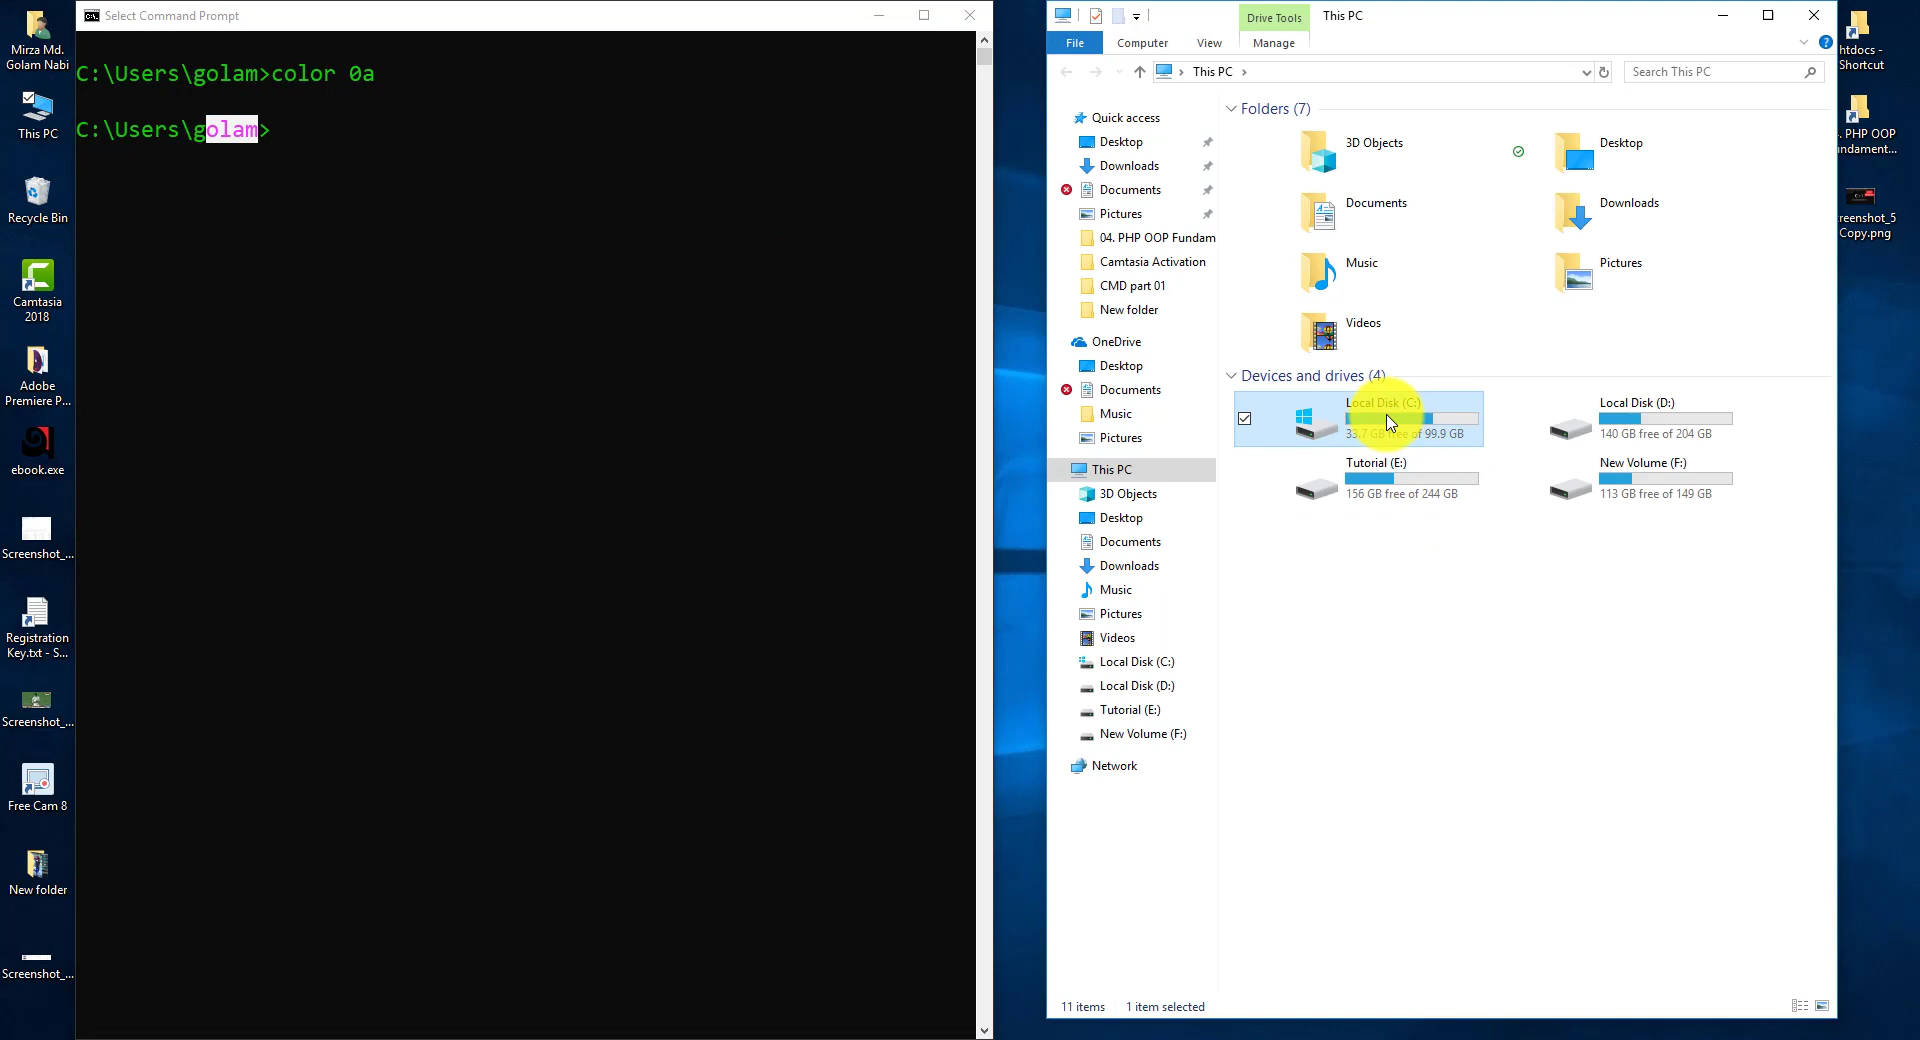 Mirza Md.
Golam Nabi
This PC
Recycle Bin
Camtasia
2018
Adobe
Premiere P...
ebook.exe
Screenshot_...
Registration
Key.txt - S...
Screenshot_...
Free Cam 8
New folder
Screenshot_...
Select Command Prompt
C:\Users\golam>color 0a
C:\Users\golam>
Drive Tools
This PC
File
Computer
View
Manage
This PC
Search This PC
Quick access
Desktop
Downloads
Documents
Pictures
04. PHP OOP Fundam
Camtasia Activation
CMD part 01
New folder
OneDrive
Desktop
Documents
Music
Pictures
This PC
3D Objects
Desktop
Documents
Downloads
Music
Pictures
Videos
Local Disk (C:)
Local Disk (D:)
Tutorial (E:)
New Volume (F:)
Network
Folders (7)
3D Objects
Desktop
Documents
Downloads
Music
Pictures
Videos
Devices and drives (4)
Local Disk (C:)
33.7 GB free of 99.9 GB
Local Disk (D:)
140 GB free of 204 GB
Tutorial (E:)
156 GB free of 244 GB
New Volume (F:)
113 GB free of 149 GB
11 items
1 item selected
htdocs -
Shortcut
. PHP OOP
undament...
reenshot_5
Copy.png